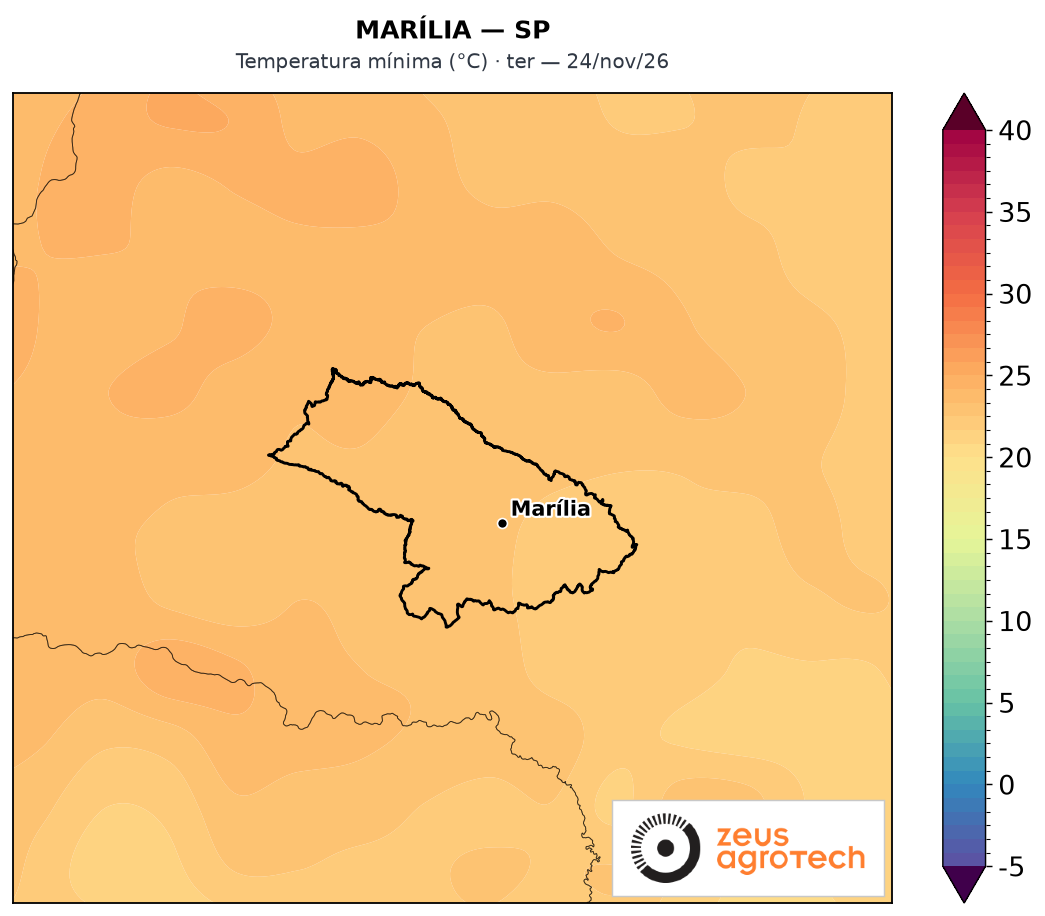 MARÍLIA — SP
Temperatura mínima (°C) · ter — 24/nov/26
Marília
40
35
30
25
20
15
10
5
0
-5
zeus
agrotech